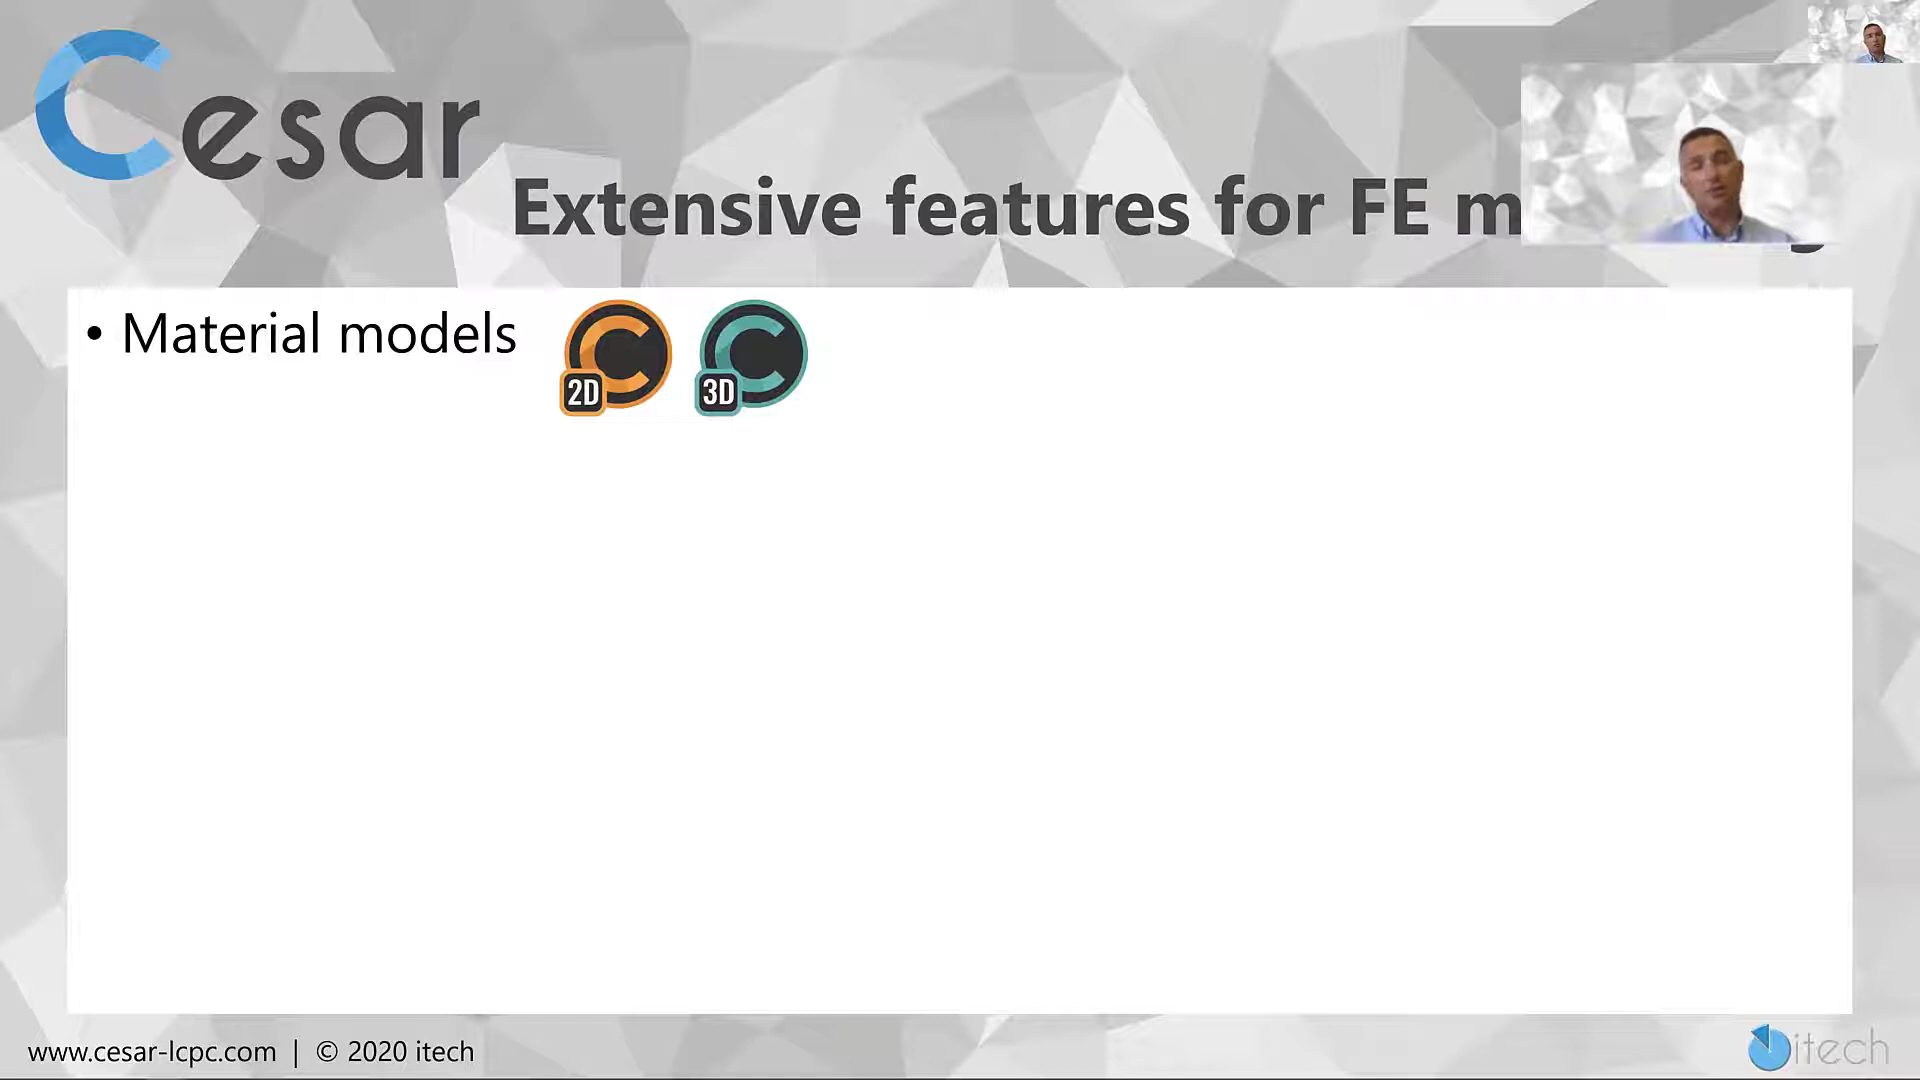 Cesar
Extensive features for FE m
• Material models
2D
3D
www.cesar-lcpc.com | © 2020 itech
itech